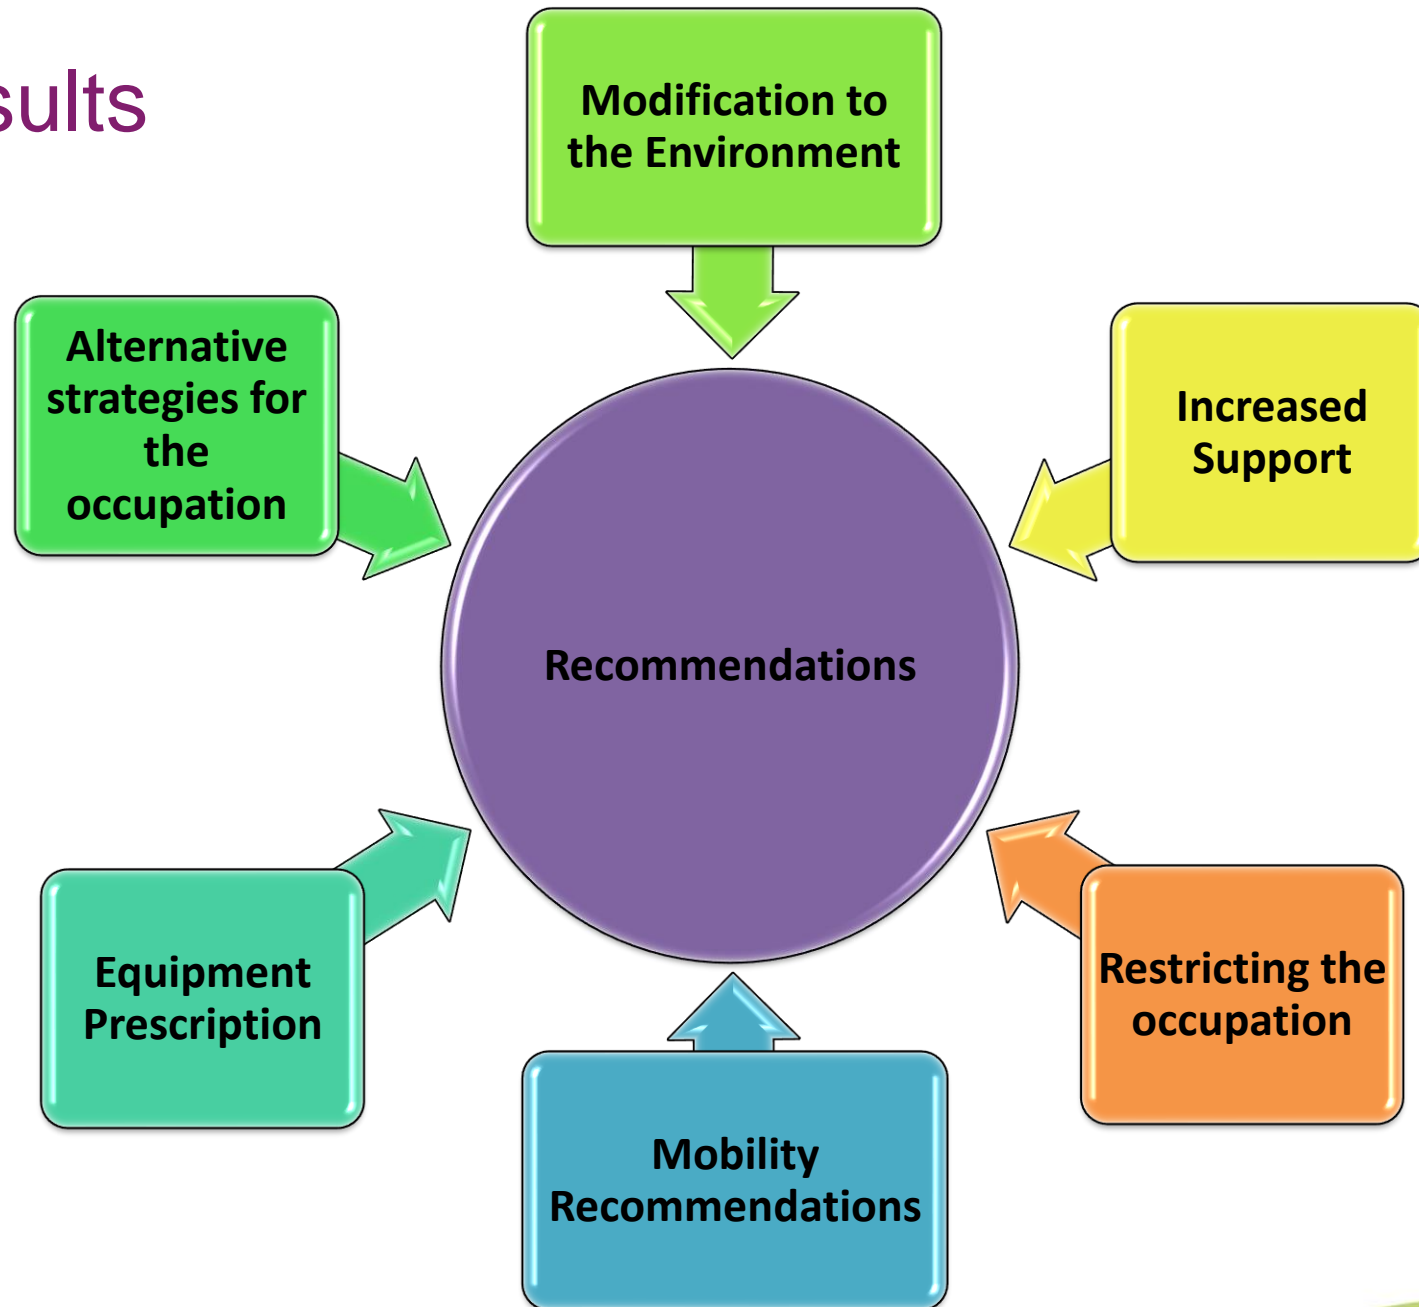 sults
Modification to
the Environment
Alternative
strategies for
the
occupation
Increased
Support
Recommendations
Equipment
Prescription
Restricting the
occupation
Mobility
Recommendations